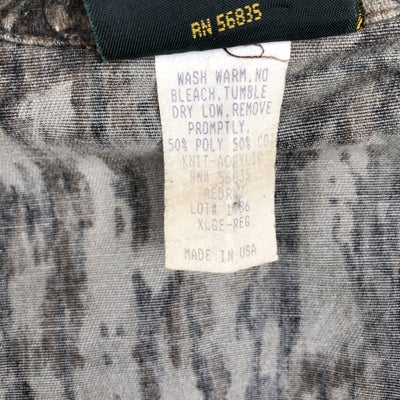 RN 56835
WASH WARM.NO
BLEACH.TUMBLE
DRY LOW.REMOVE
PROMPTLY.
50% POLY 50% COT
KNIT-ACRYLIC
RN# 56835
LOT#
XLGE-REG
MADE IN USA